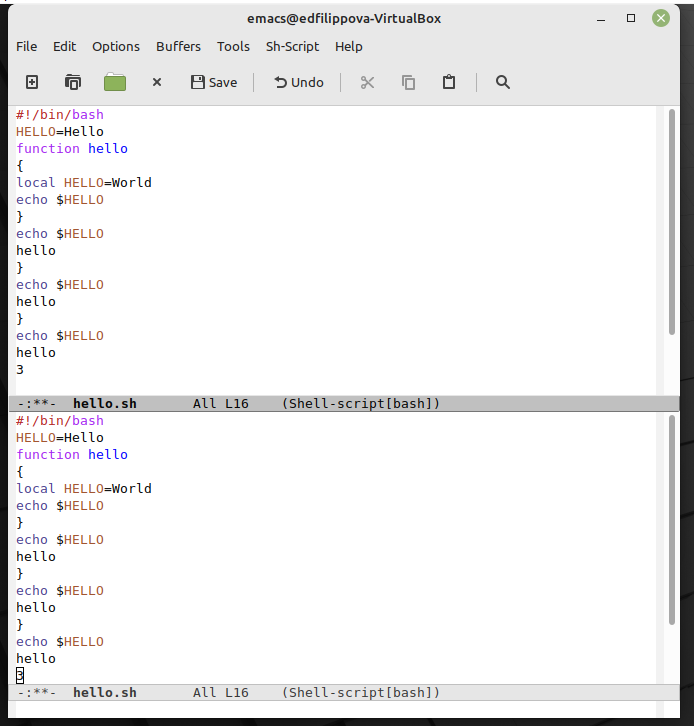 emacs@edfilippova-VirtualBox
File Edit Options Buffers Tools Sh-Script Help
Save Undo
#!/bin/bash
HELLO=Hello
function hello
{
local HELLO=World
echo $HELLO
}
echo $HELLO
hello
}
echo $HELLO
hello
}
echo $HELLO
hello
3
-:**-  hello.sh       All L16    (Shell-script[bash])
#!/bin/bash
HELLO=Hello
function hello
{
local HELLO=World
echo $HELLO
}
echo $HELLO
hello
}
echo $HELLO
hello
}
echo $HELLO
hello
3
-:**-  hello.sh       All L16    (Shell-script[bash])